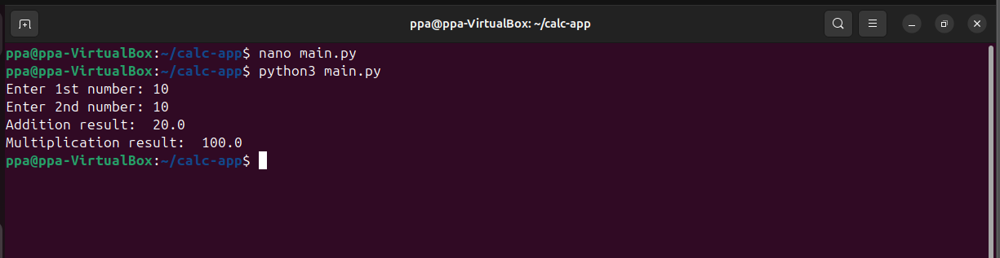 ppa@ppa-VirtualBox: ~/calc-app
ppa@ppa-VirtualBox:~/calc-app$ nano main.py
ppa@ppa-VirtualBox:~/calc-app$ python3 main.py
Enter 1st number: 10
Enter 2nd number: 10
Addition result:  20.0
Multiplication result:  100.0
ppa@ppa-VirtualBox:~/calc-app$